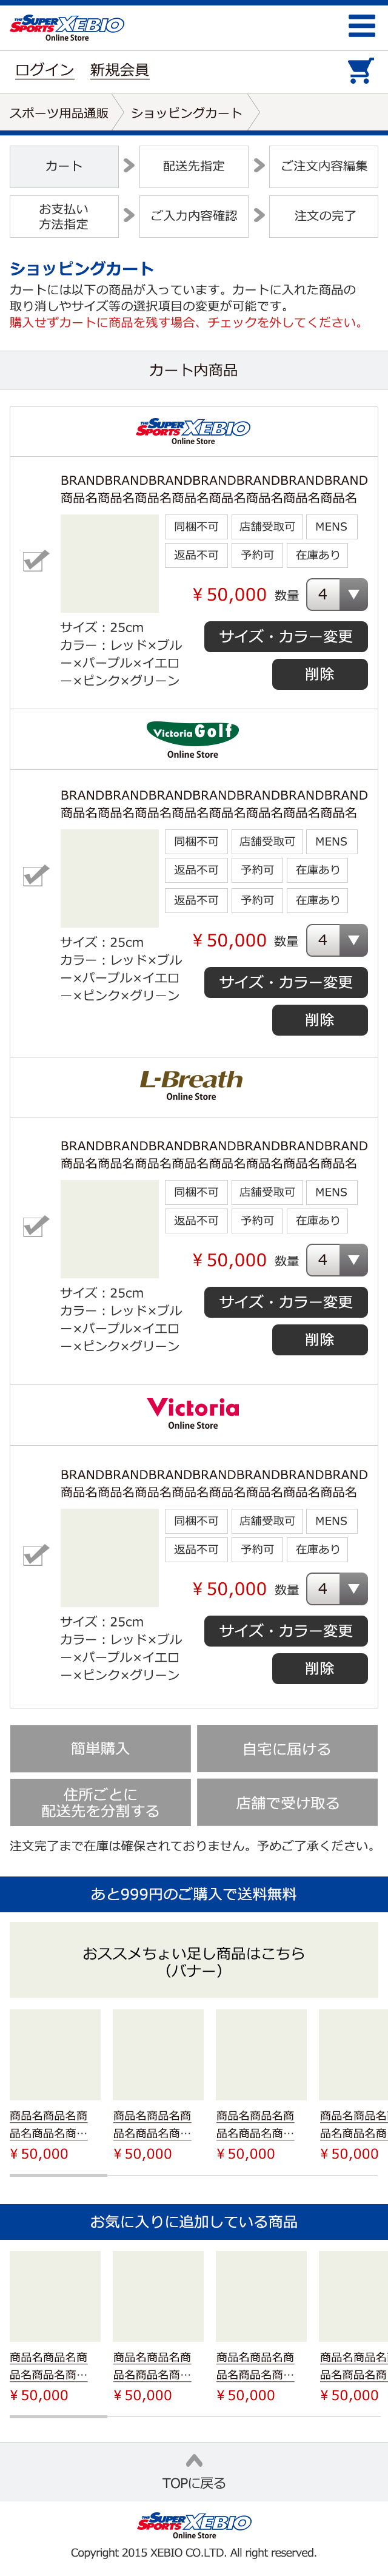 THE SUPER SPORTS XEBIO
Online Store
ログイン 新規会員
スポーツ用品通販 ショッピングカート
カート 配送先指定 ご注文内容編集
お支払い
方法指定 ご入力内容確認 注文の完了
ショッピングカート
カートには以下の商品が入っています。カートに入れた商品の
取り消しやサイズ等の選択項目の変更が可能です。
購入せずカートに商品を残す場合、チェックを外してください。
カート内商品
THE SUPER SPORTS XEBIO
Online Store
BRANDBRANDBRANDBRANDBRANDBRANDBRAND
商品名商品名商品名商品名商品名商品名商品名商品名
同梱不可 店舗受取可 MENS
返品不可 予約可 在庫あり
¥50,000 数量 4 ▼
サイズ：25cm
カラー：レッド×ブル
ー×パープル×イエロ
ー×ピンク×グリーン
サイズ・カラー変更
削除
Victoria Golf
Online Store
BRANDBRANDBRANDBRANDBRANDBRANDBRAND
商品名商品名商品名商品名商品名商品名商品名商品名
同梱不可 店舗受取可 MENS
返品不可 予約可 在庫あり
返品不可 予約可 在庫あり
¥50,000 数量 4 ▼
サイズ：25cm
カラー：レッド×ブル
ー×パープル×イエロ
ー×ピンク×グリーン
サイズ・カラー変更
削除
L-Breath
Online Store
BRANDBRANDBRANDBRANDBRANDBRANDBRAND
商品名商品名商品名商品名商品名商品名商品名商品名
同梱不可 店舗受取可 MENS
返品不可 予約可 在庫あり
¥50,000 数量 4 ▼
サイズ：25cm
カラー：レッド×ブル
ー×パープル×イエロ
ー×ピンク×グリーン
サイズ・カラー変更
削除
Victoria
Online Store
BRANDBRANDBRANDBRANDBRANDBRANDBRAND
商品名商品名商品名商品名商品名商品名商品名商品名
同梱不可 店舗受取可 MENS
返品不可 予約可 在庫あり
¥50,000 数量 4 ▼
サイズ：25cm
カラー：レッド×ブル
ー×パープル×イエロ
ー×ピンク×グリーン
サイズ・カラー変更
削除
簡単購入 自宅に届ける
住所ごとに
配送先を分割する 店舗で受け取る
注文完了まで在庫は確保されておりません。予めご了承ください。
あと999円のご購入で送料無料
おススメちょい足し商品はこちら
（バナー）
商品名商品名商 商品名商品名商 商品名商品名商 商品名商品名
品名商品名商… 品名商品名商… 品名商品名商… 品名商品名商
¥50,000 ¥50,000 ¥50,000 ¥50,000
お気に入りに追加している商品
商品名商品名商 商品名商品名商 商品名商品名商 商品名商品名
品名商品名商… 品名商品名商… 品名商品名商… 品名商品名商
¥50,000 ¥50,000 ¥50,000 ¥50,000
TOPに戻る
THE SUPER SPORTS XEBIO
Online Store
Copyright 2015 XEBIO CO.LTD. All right reserved.